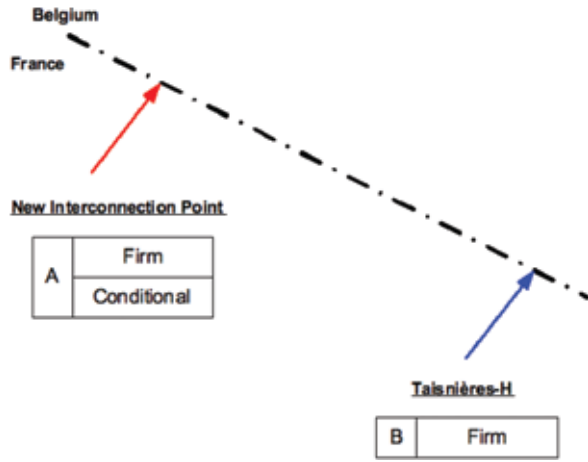 Belgium
France
New Interconnection Point
A
Firm
Conditional
Taisnières-H
B Firm